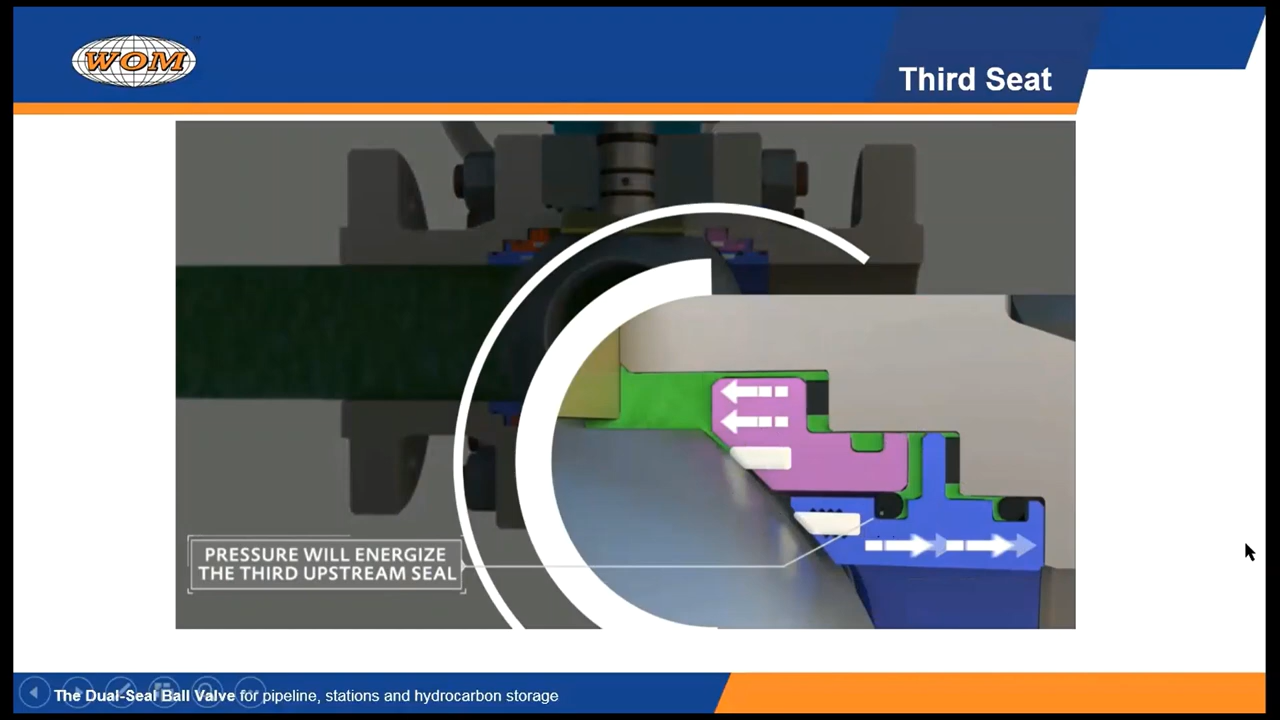 WOM
Third Seat
PRESSURE WILL ENERGIZE
THE THIRD UPSTREAM SEAL
The Dual-Seal Ball Valve for pipeline, stations and hydrocarbon storage